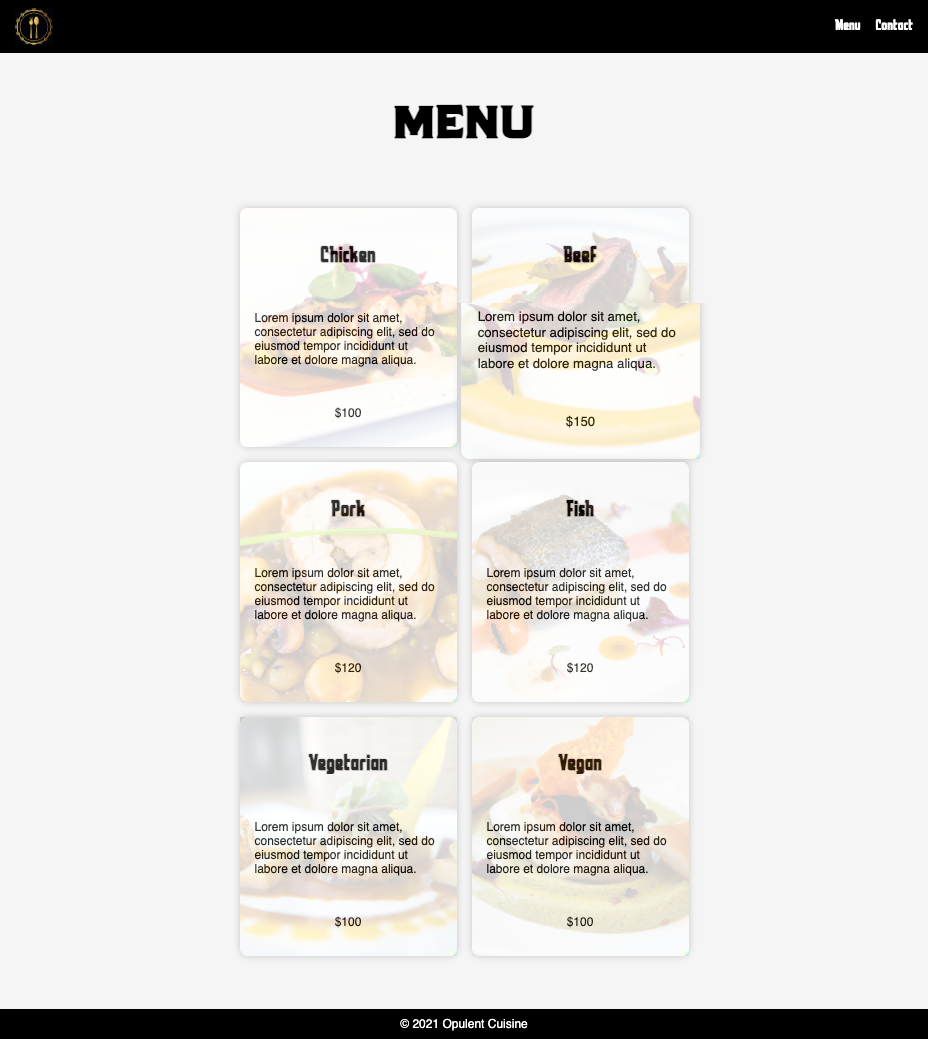 Menu Contact
MENU
Chicken
Lorem ipsum dolor sit amet,
consectetur adipiscing elit, sed do
eiusmod tempor incididunt ut
labore et dolore magna aliqua.
$100
Beef
Lorem ipsum dolor sit amet,
consectetur adipiscing elit, sed do
eiusmod tempor incididunt ut
labore et dolore magna aliqua.
$150
Pork
Lorem ipsum dolor sit amet,
consectetur adipiscing elit, sed do
eiusmod tempor incididunt ut
labore et dolore magna aliqua.
$120
Fish
Lorem ipsum dolor sit amet,
consectetur adipiscing elit, sed do
eiusmod tempor incididunt ut
labore et dolore magna aliqua.
$120
Vegetarian
Lorem ipsum dolor sit amet,
consectetur adipiscing elit, sed do
eiusmod tempor incididunt ut
labore et dolore magna aliqua.
$100
Vegan
Lorem ipsum dolor sit amet,
consectetur adipiscing elit, sed do
eiusmod tempor incididunt ut
labore et dolore magna aliqua.
$100
© 2021 Opulent Cuisine